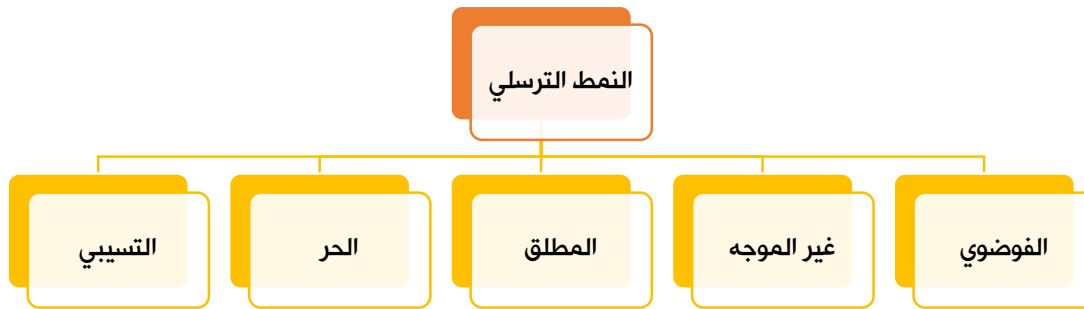 النمط الترسلي
الفوضوي
غير الموجه
المطلق
الحر
التسيبي